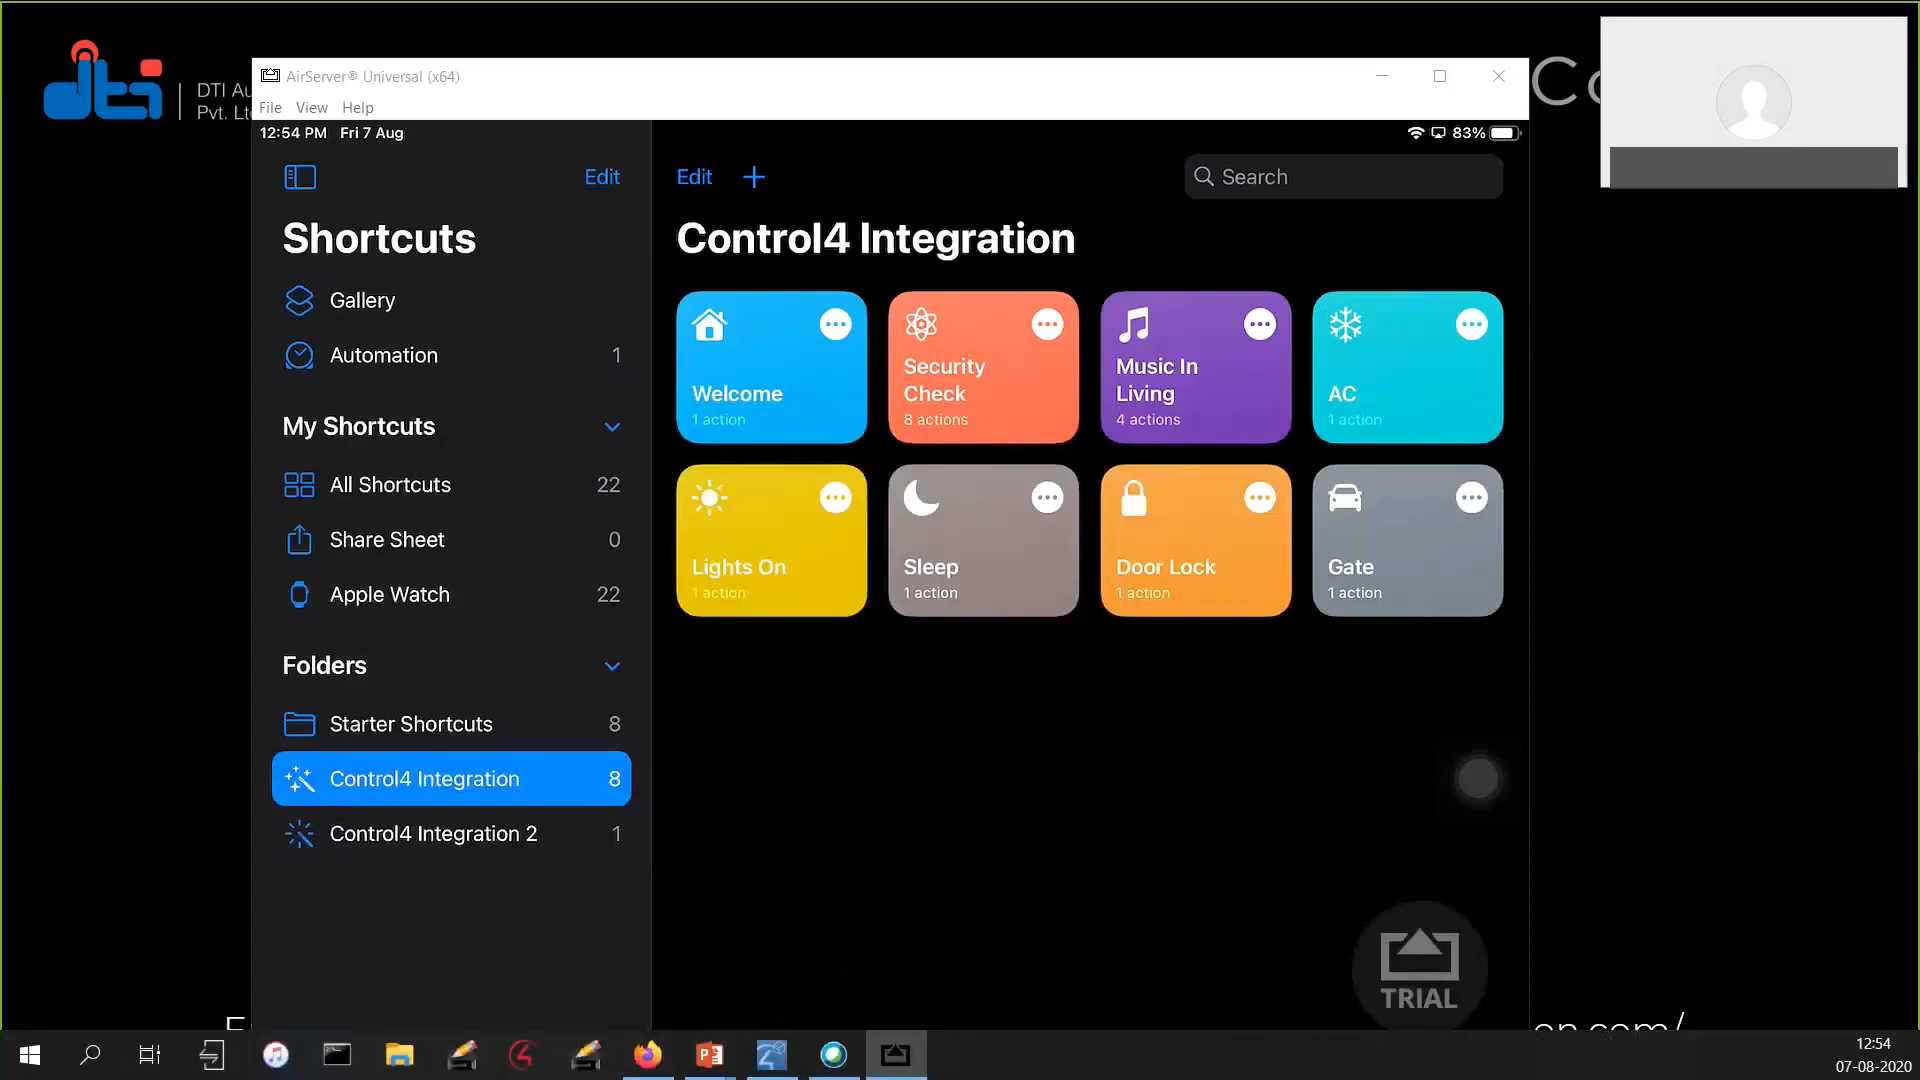 dti
DTI Au
Pvt. Ltd
AirServer® Universal (x64)
File View Help
12:54 PM Fri 7 Aug
83%
Edit
Edit
Search
Shortcuts
Gallery
Automation 1
My Shortcuts
All Shortcuts 22
Share Sheet 0
Apple Watch 22
Folders
Starter Shortcuts 8
Control4 Integration 8
Control4 Integration 2 1
Control4 Integration
Welcome
1 action
Security
Check
8 actions
Music In
Living
4 actions
AC
1 action
Lights On
1 action
Sleep
1 action
Door Lock
1 action
Gate
1 action
TRIAL
on.com/
12:54
07-08-2020